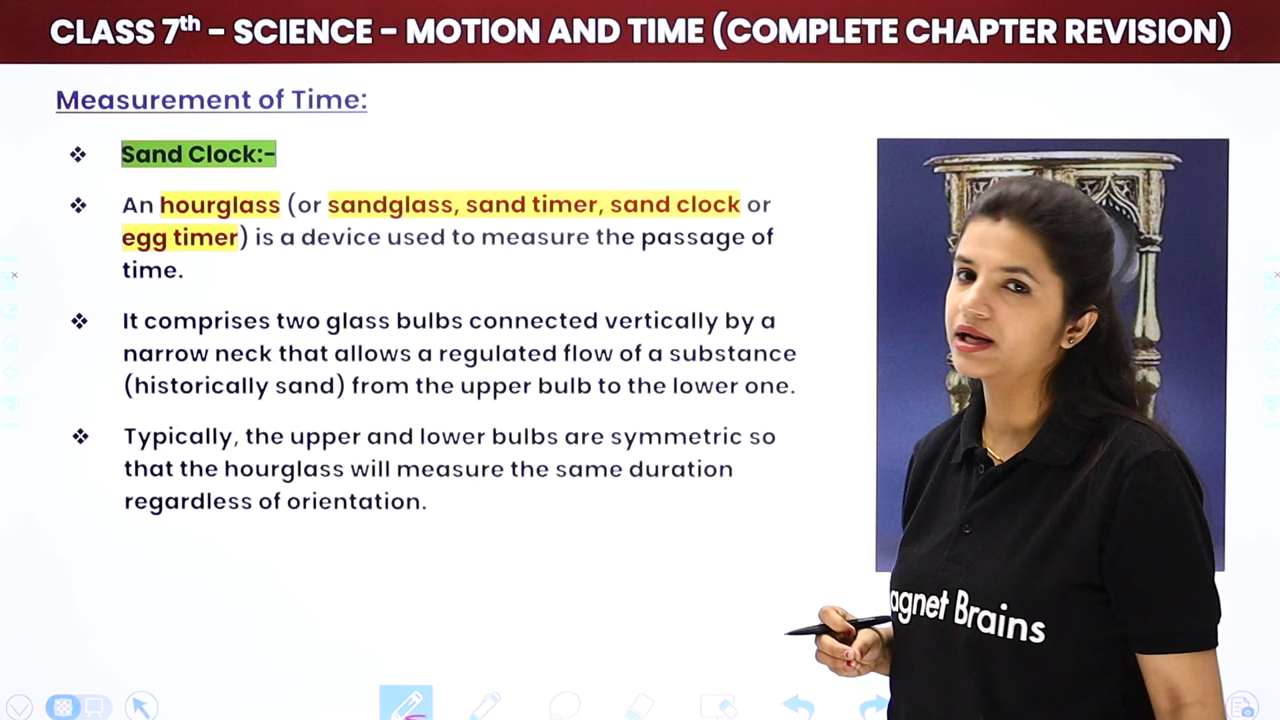 CLASS 7th – SCIENCE – MOTION AND TIME (COMPLETE CHAPTER REVISION)
Measurement of Time:
❖ Sand Clock:-
❖ An hourglass (or sandglass, sand timer, sand clock or
egg timer) is a device used to measure the passage of
time.
❖ It comprises two glass bulbs connected vertically by a
narrow neck that allows a regulated flow of a substance
(historically sand) from the upper bulb to the lower one.
❖ Typically, the upper and lower bulbs are symmetric so
that the hourglass will measure the same duration
regardless of orientation.
agnet Brains